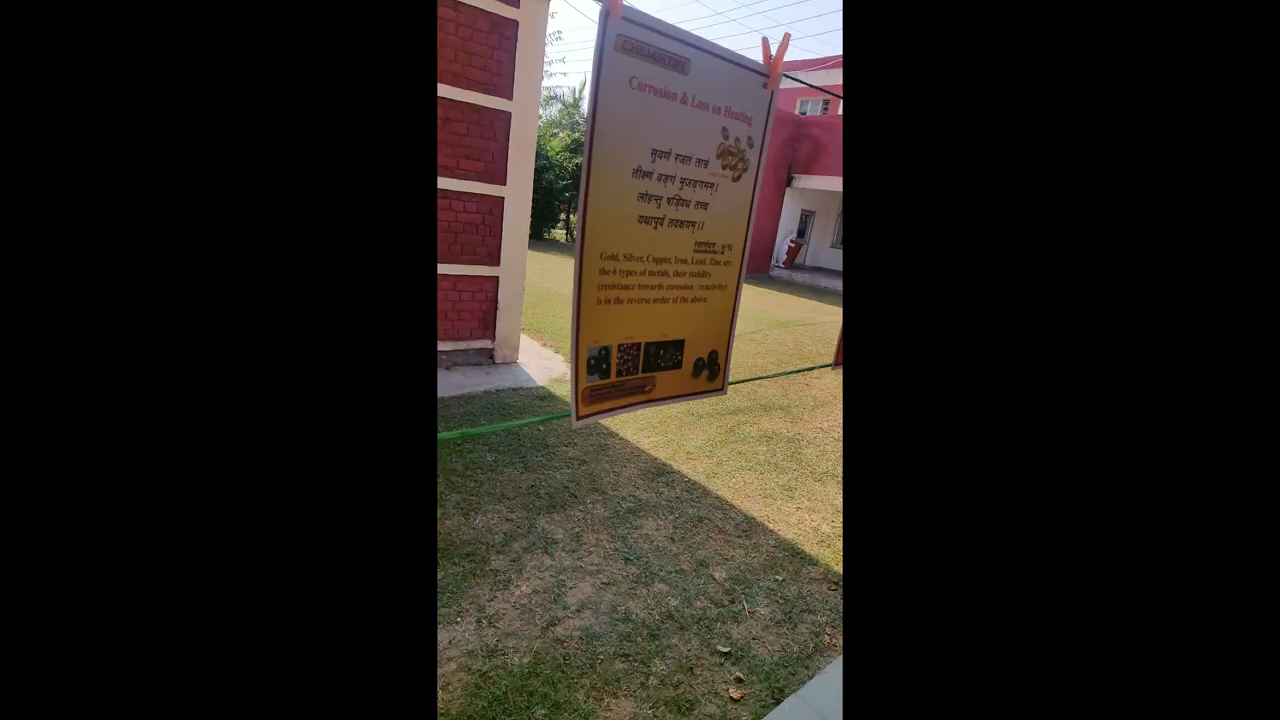 CHEMISTRY
Corrosion & Loss on Heating
सुवर्णं रजतं ताम्रं
तीक्ष्णं वङ्गं भुजङ्गमम्।
लोहन्तु षड्विधं तच्च
यथापूर्वं तदक्षयम्।।
Gold, Silver, Copper, Iron, Lead, Zinc are
the 6 types of metals, their stability
(resistance towards corosion / reactivity)
is in the reverse order of the above.